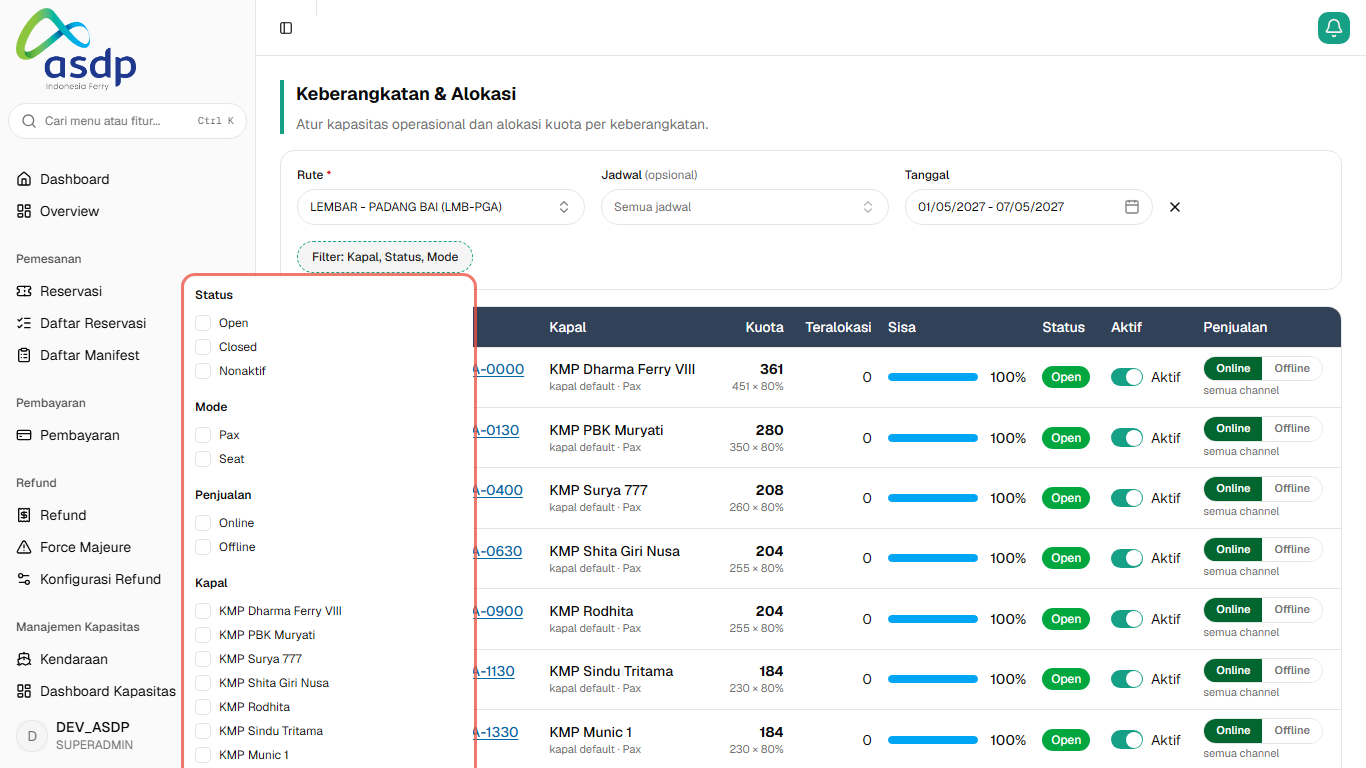 asdp
Indonesia Ferry
Cari menu atau fitur... Ctrl K
Dashboard
Overview
Pemesanan
Reservasi
Daftar Reservasi
Daftar Manifest
Pembayaran
Pembayaran
Refund
Refund
Force Majeure
Konfigurasi Refund
Manajemen Kapasitas
Kendaraan
Dashboard Kapasitas
D
DEV_ASDP
SUPERADMIN
Keberangkatan & Alokasi
Atur kapasitas operasional dan alokasi kuota per keberangkatan.
Rute * Jadwal (opsional) Tanggal
LEMBAR - PADANG BAI (LMB-PGA) Semua jadwal 01/05/2027 - 07/05/2027
Filter: Kapal, Status, Mode
Status
Open
Closed
Nonaktif
Mode
Pax
Seat
Penjualan
Online
Offline
Kapal
KMP Dharma Ferry VIII
KMP PBK Muryati
KMP Surya 777
KMP Shita Giri Nusa
KMP Rodhita
KMP Sindu Tritama
KMP Munic 1
Kapal Kuota Teralokasi Sisa Status Aktif Penjualan
A-0000 KMP Dharma Ferry VIII 361 0 100% Open Aktif Online Offline
kapal default · Pax 451 × 80% semua channel
A-0130 KMP PBK Muryati 280 0 100% Open Aktif Online Offline
kapal default · Pax 350 × 80% semua channel
A-0400 KMP Surya 777 208 0 100% Open Aktif Online Offline
kapal default · Pax 260 × 80% semua channel
A-0630 KMP Shita Giri Nusa 204 0 100% Open Aktif Online Offline
kapal default · Pax 255 × 80% semua channel
A-0900 KMP Rodhita 204 0 100% Open Aktif Online Offline
kapal default · Pax 255 × 80% semua channel
A-1130 KMP Sindu Tritama 184 0 100% Open Aktif Online Offline
kapal default · Pax 230 × 80% semua channel
A-1330 KMP Munic 1 184 0 100% Open Aktif Online Offline
kapal default · Pax 230 × 80% semua channel